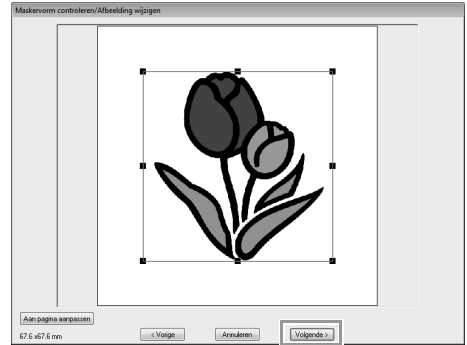 Maskervorm controleren/Afbeelding wijzigen
Aan pagina aanpassen
67.6 x67.6 mm
< Vorige
Annuleren
Volgende >